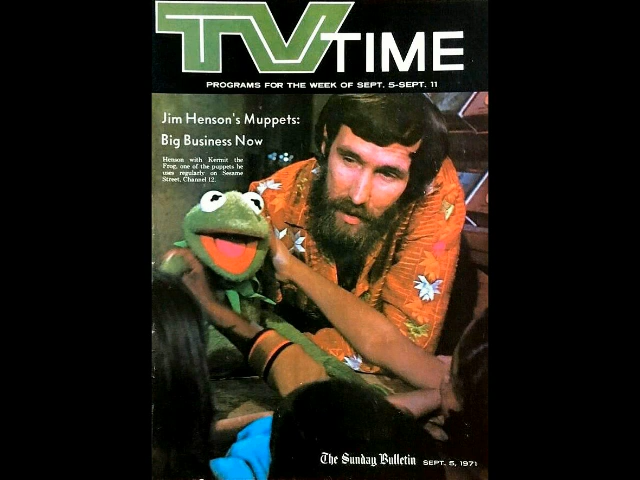 TV TIME
PROGRAMS FOR THE WEEK OF SEPT. 5-SEPT. 11
Jim Henson's Muppets:
Big Business Now
Henson with Kermit the
Frog, one of the puppets he
uses regularly on Sesame
Street, Channel 12.
The Sunday Bulletin SEPT. 5, 1971